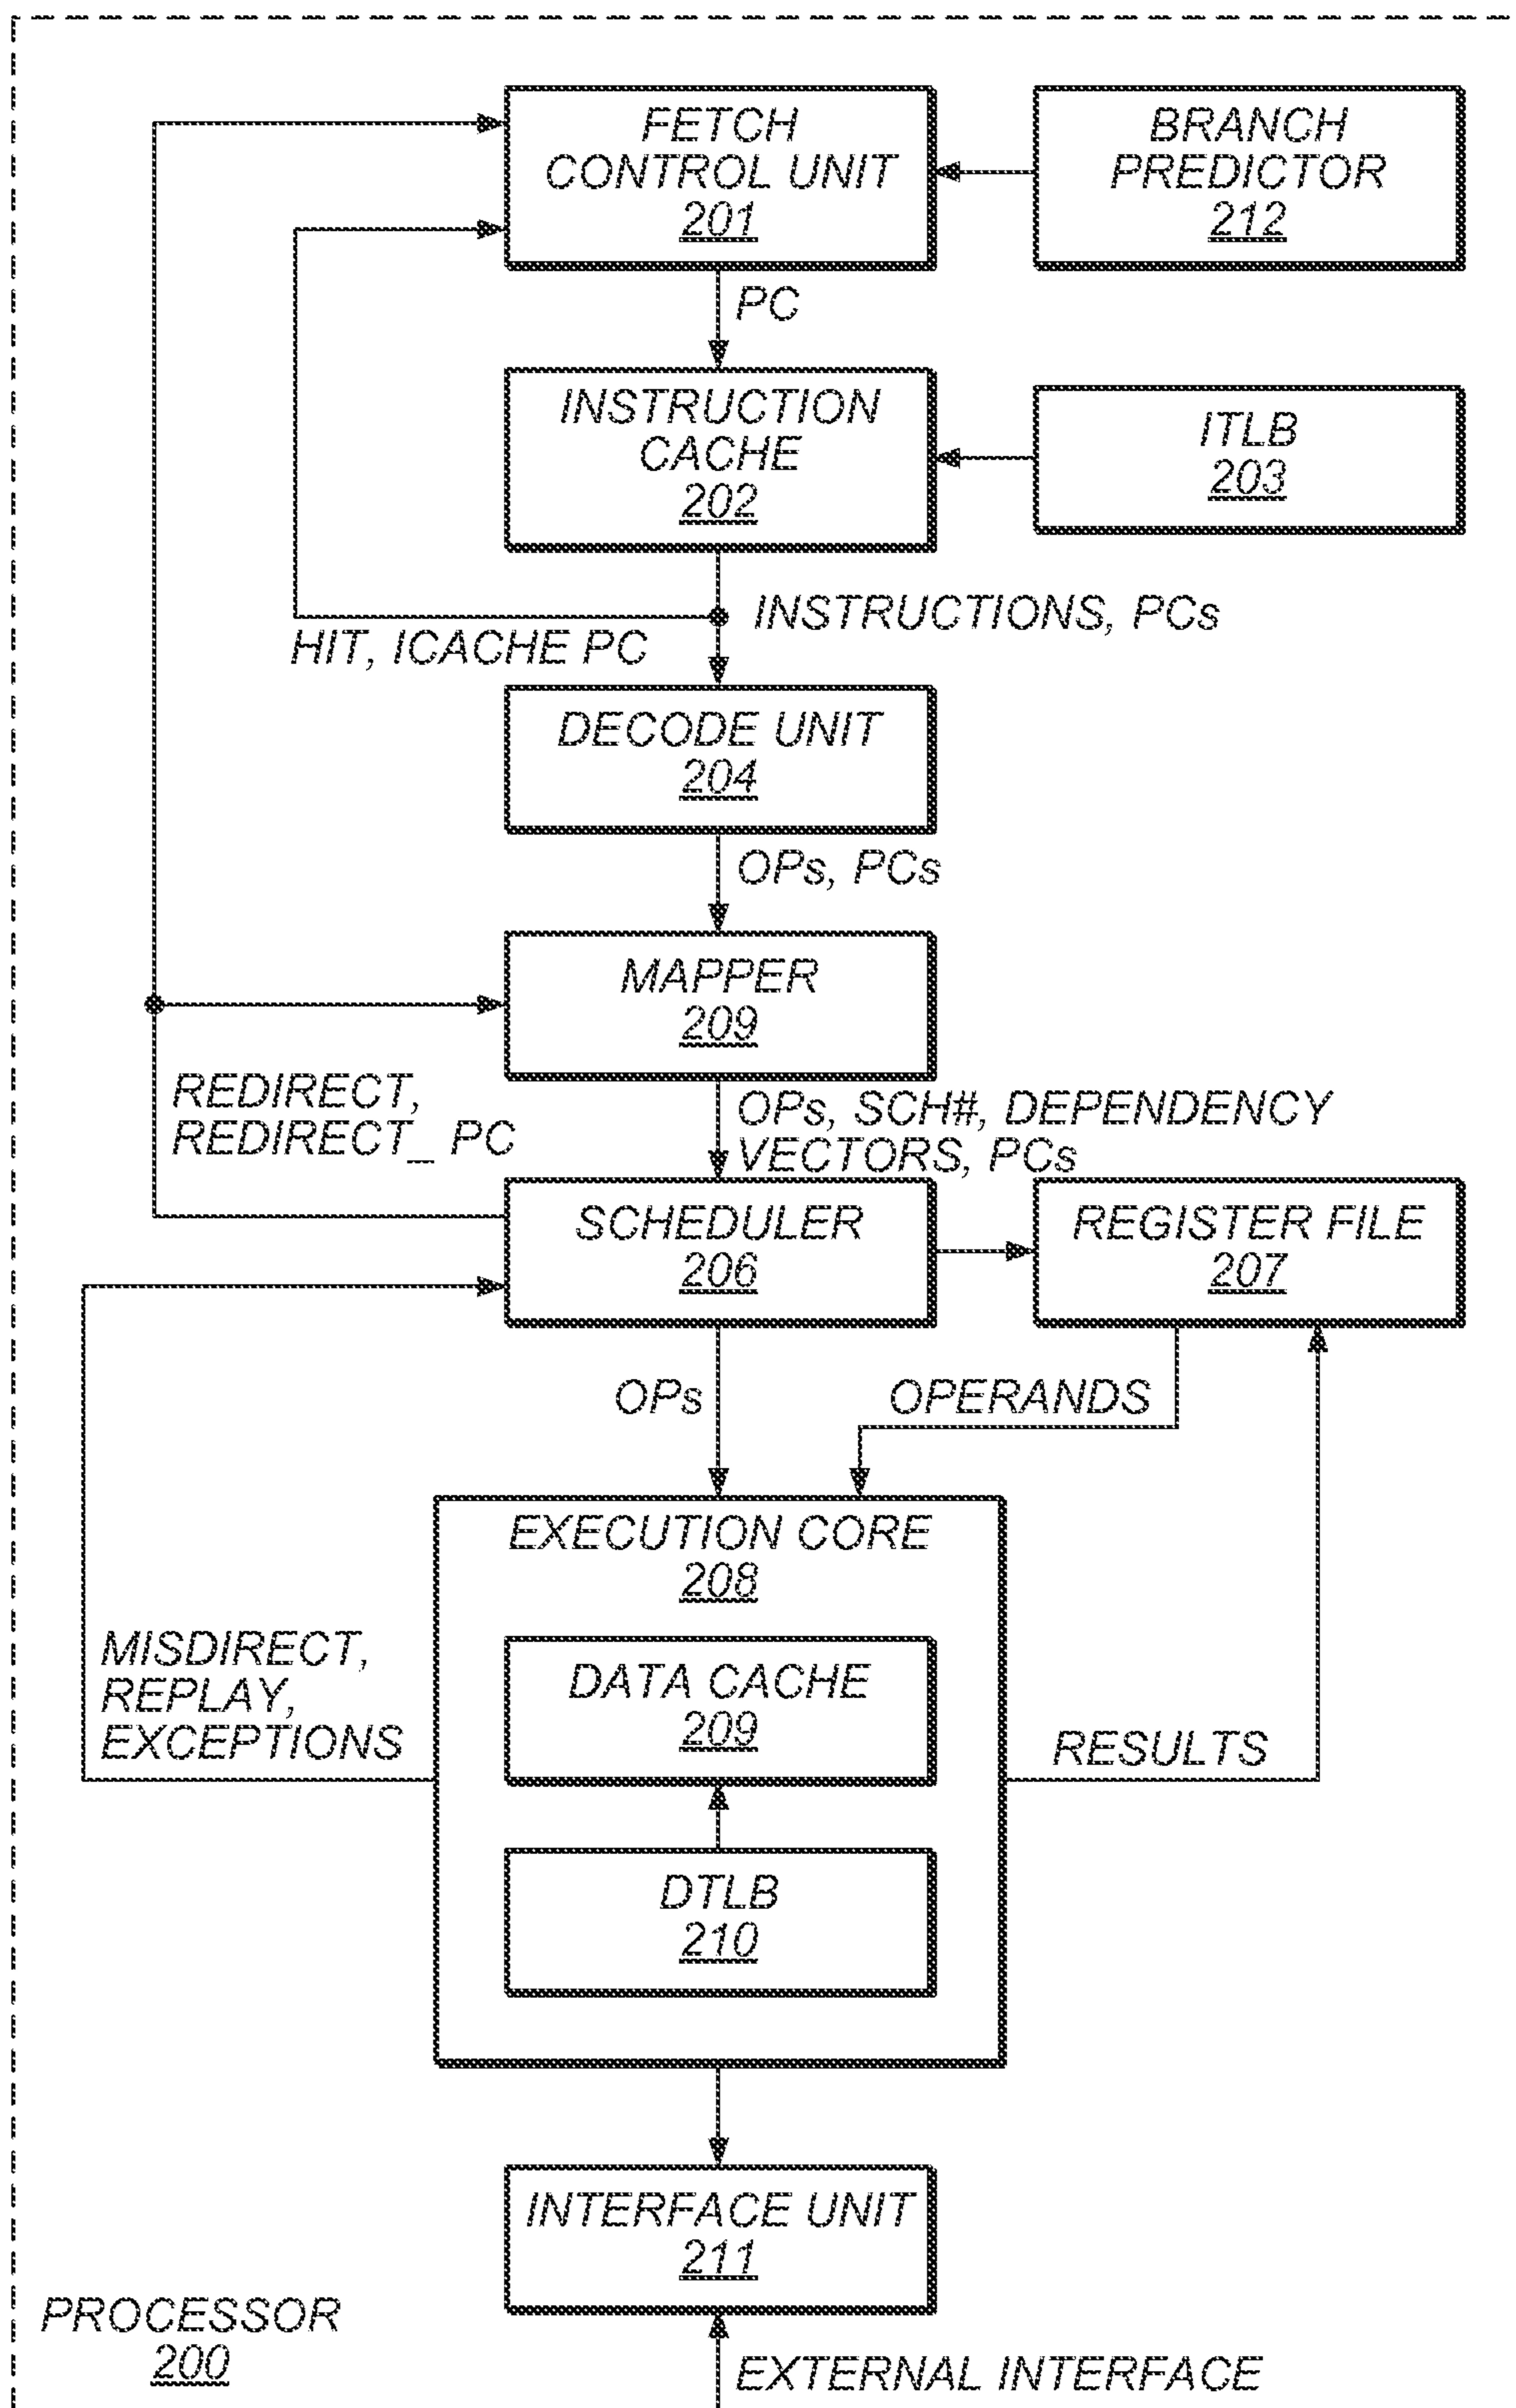 FETCH
CONTROL UNIT
201
BRANCH
PREDICTOR
212
PC
INSTRUCTION
CACHE
202
ITLB
203
INSTRUCTIONS, PCs
HIT, ICACHE PC
DECODE UNIT
204
OPs, PCs
MAPPER
209
REDIRECT,
REDIRECT_ PC
OPs, SCH#, DEPENDENCY
VECTORS, PCs
SCHEDULER
206
REGISTER FILE
207
OPs
OPERANDS
EXECUTION CORE
208
MISDIRECT,
REPLAY,
EXCEPTIONS
DATA CACHE
209
RESULTS
DTLB
210
INTERFACE UNIT
211
PROCESSOR
200
EXTERNAL INTERFACE